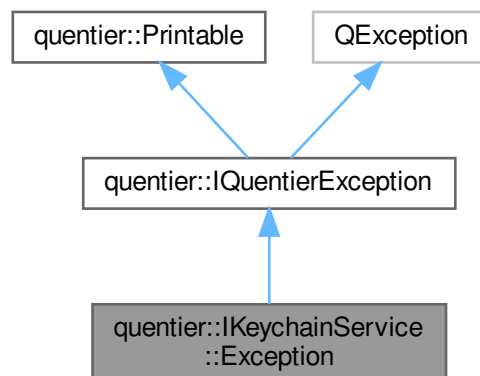 quentier::Printable
QException
quentier::IQuentierException
quentier::IKeychainService
::Exception